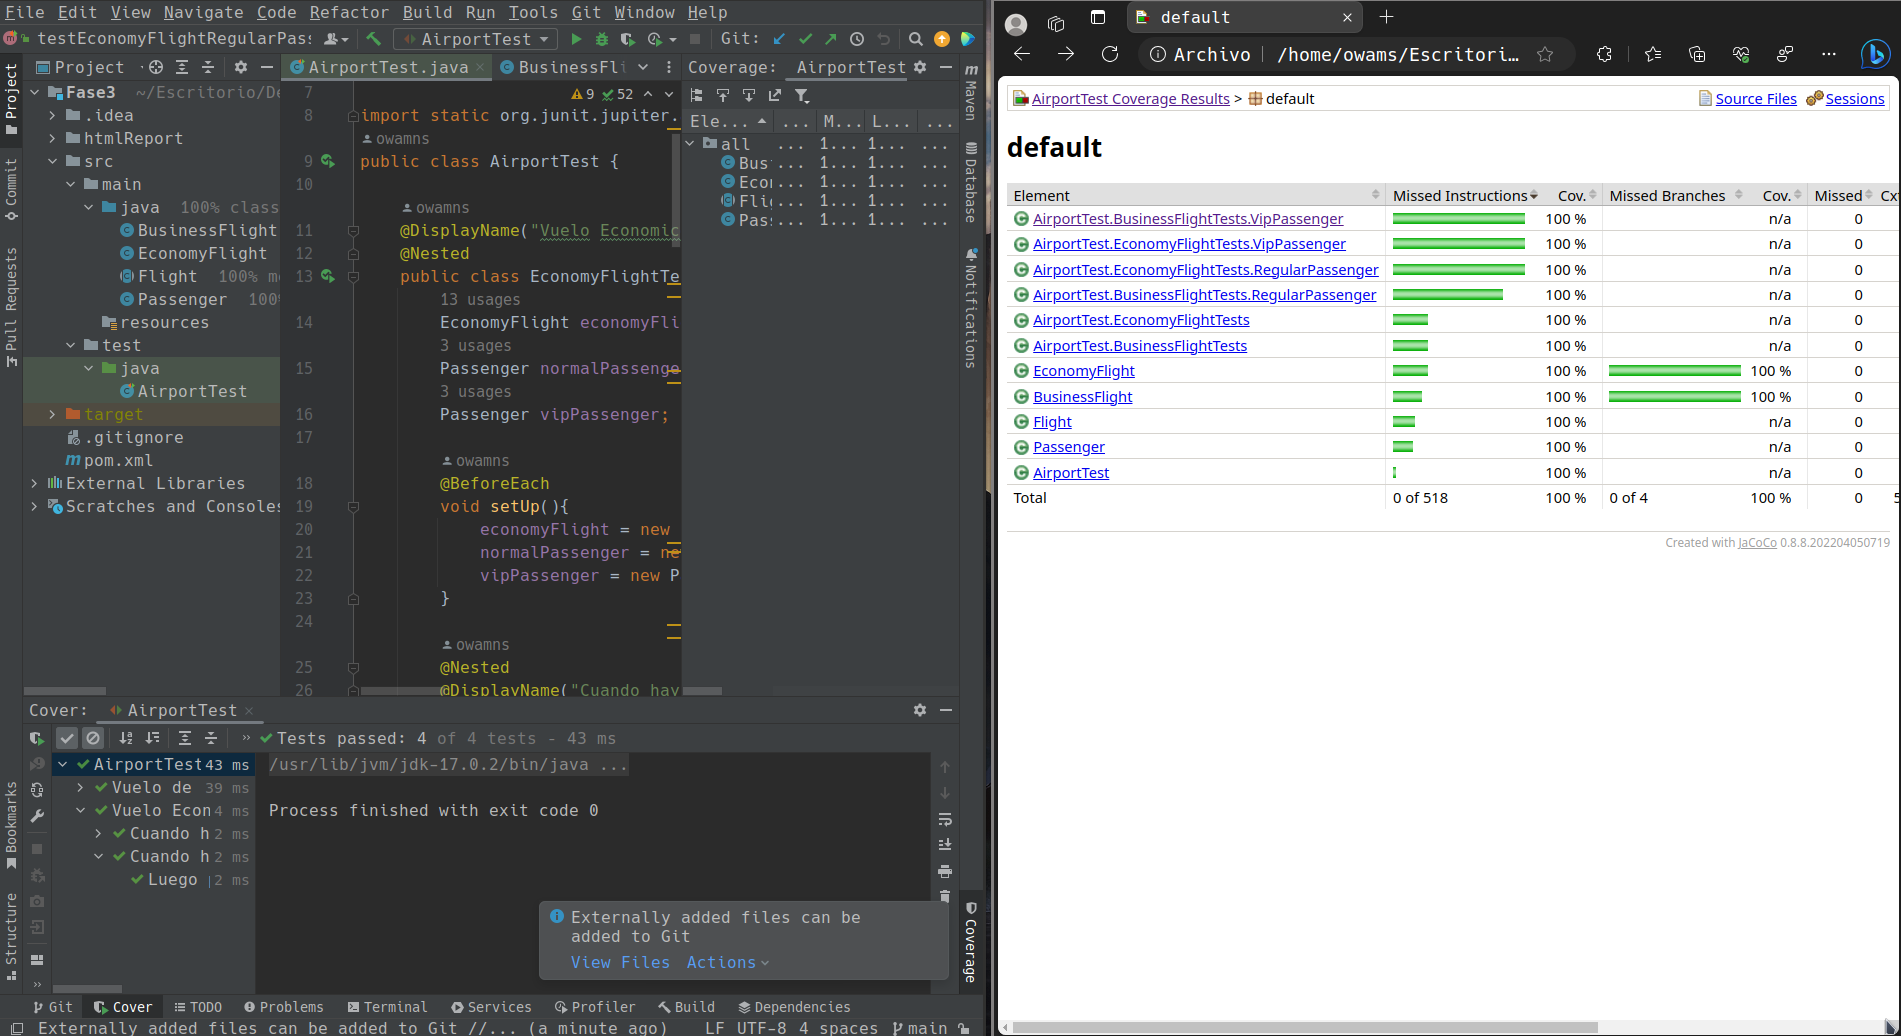 File Edit View Navigate Code Refactor Build Run Tools Git Window Help
testEconomyFlightRegularPass AirportTest Git:
Project AirportTest.java BusinessFli Coverage: AirportTest
Project
Commit
Pull Requests
Bookmarks
Structure
Fase3 ~/Escritorio/De
.idea
htmlReport
src
main
java 100% class
BusinessFlight
EconomyFlight
Flight 100% m
Passenger 100%
resources
test
java
AirportTest
target
.gitignore
pom.xml
External Libraries
Scratches and Consoles
9 52
7
8 import static org.junit.jupiter.
owamns
9 public class AirportTest {
10
owamns
11 @DisplayName("Vuelo Economic
12 @Nested
13 public class EconomyFlightTe
13 usages
14 EconomyFlight economyFli
3 usages
15 Passenger normalPassenge
3 usages
16 Passenger vipPassenger;
17
owamns
18 @BeforeEach
19 void setUp(){
20 economyFlight = new
21 normalPassenger = ne
22 vipPassenger = new P
23 }
24
owamns
25 @Nested
26 @DisplayName("Cuando hay
Ele... ... M... L... ...
all ... 1... 1... ...
Bus ... 1... 1... ...
Eco ... 1... 1... ...
Fli ... 1... 1... ...
Pas ... 1... 1... ...
m Maven
Database
Notifications
Coverage
Cover: AirportTest
Tests passed: 4 of 4 tests - 43 ms
AirportTest 43 ms
Vuelo de 39 ms
Vuelo Econ 4 ms
Cuando h 2 ms
Cuando h 2 ms
Luego 2 ms
/usr/lib/jvm/jdk-17.0.2/bin/java ...
Process finished with exit code 0
Externally added files can be
added to Git
View Files Actions
Git Cover TODO Problems Terminal Services Profiler Build Dependencies
Externally added files can be added to Git //... (a minute ago) LF UTF-8 4 spaces main
default
Archivo /home/owams/Escritori...
AirportTest Coverage Results > default Source Files Sessions
default
Element Missed Instructions Cov. Missed Branches Cov. Missed Cxt
AirportTest.BusinessFlightTests.VipPassenger 100 % n/a 0
AirportTest.EconomyFlightTests.VipPassenger 100 % n/a 0
AirportTest.EconomyFlightTests.RegularPassenger 100 % n/a 0
AirportTest.BusinessFlightTests.RegularPassenger 100 % n/a 0
AirportTest.EconomyFlightTests 100 % n/a 0
AirportTest.BusinessFlightTests 100 % n/a 0
EconomyFlight 100 % 100 % 0
BusinessFlight 100 % 100 % 0
Flight 100 % n/a 0
Passenger 100 % n/a 0
AirportTest 100 % n/a 0
Total 0 of 518 100 % 0 of 4 100 % 0 5
Created with JaCoCo 0.8.8.202204050719